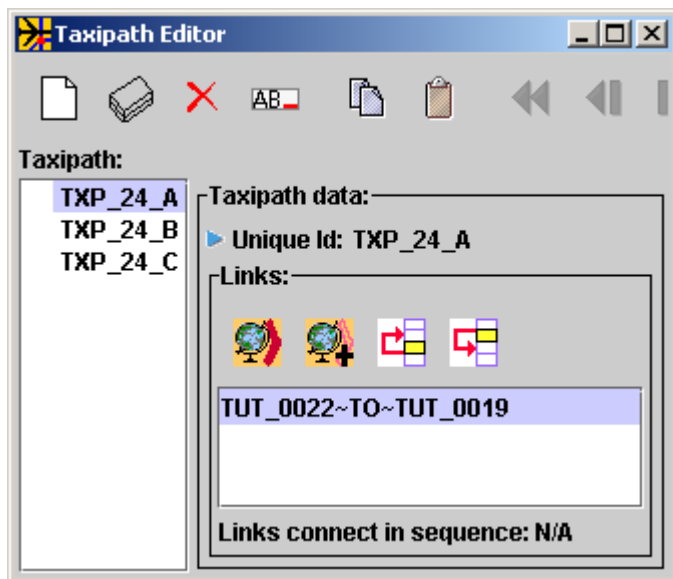 Taxipath Editor
AB
Taxipath:
TXP_24_A
TXP_24_B
TXP_24_C
Taxipath data:
Unique Id: TXP_24_A
Links:
TUT_0022~TO~TUT_0019
Links connect in sequence: N/A